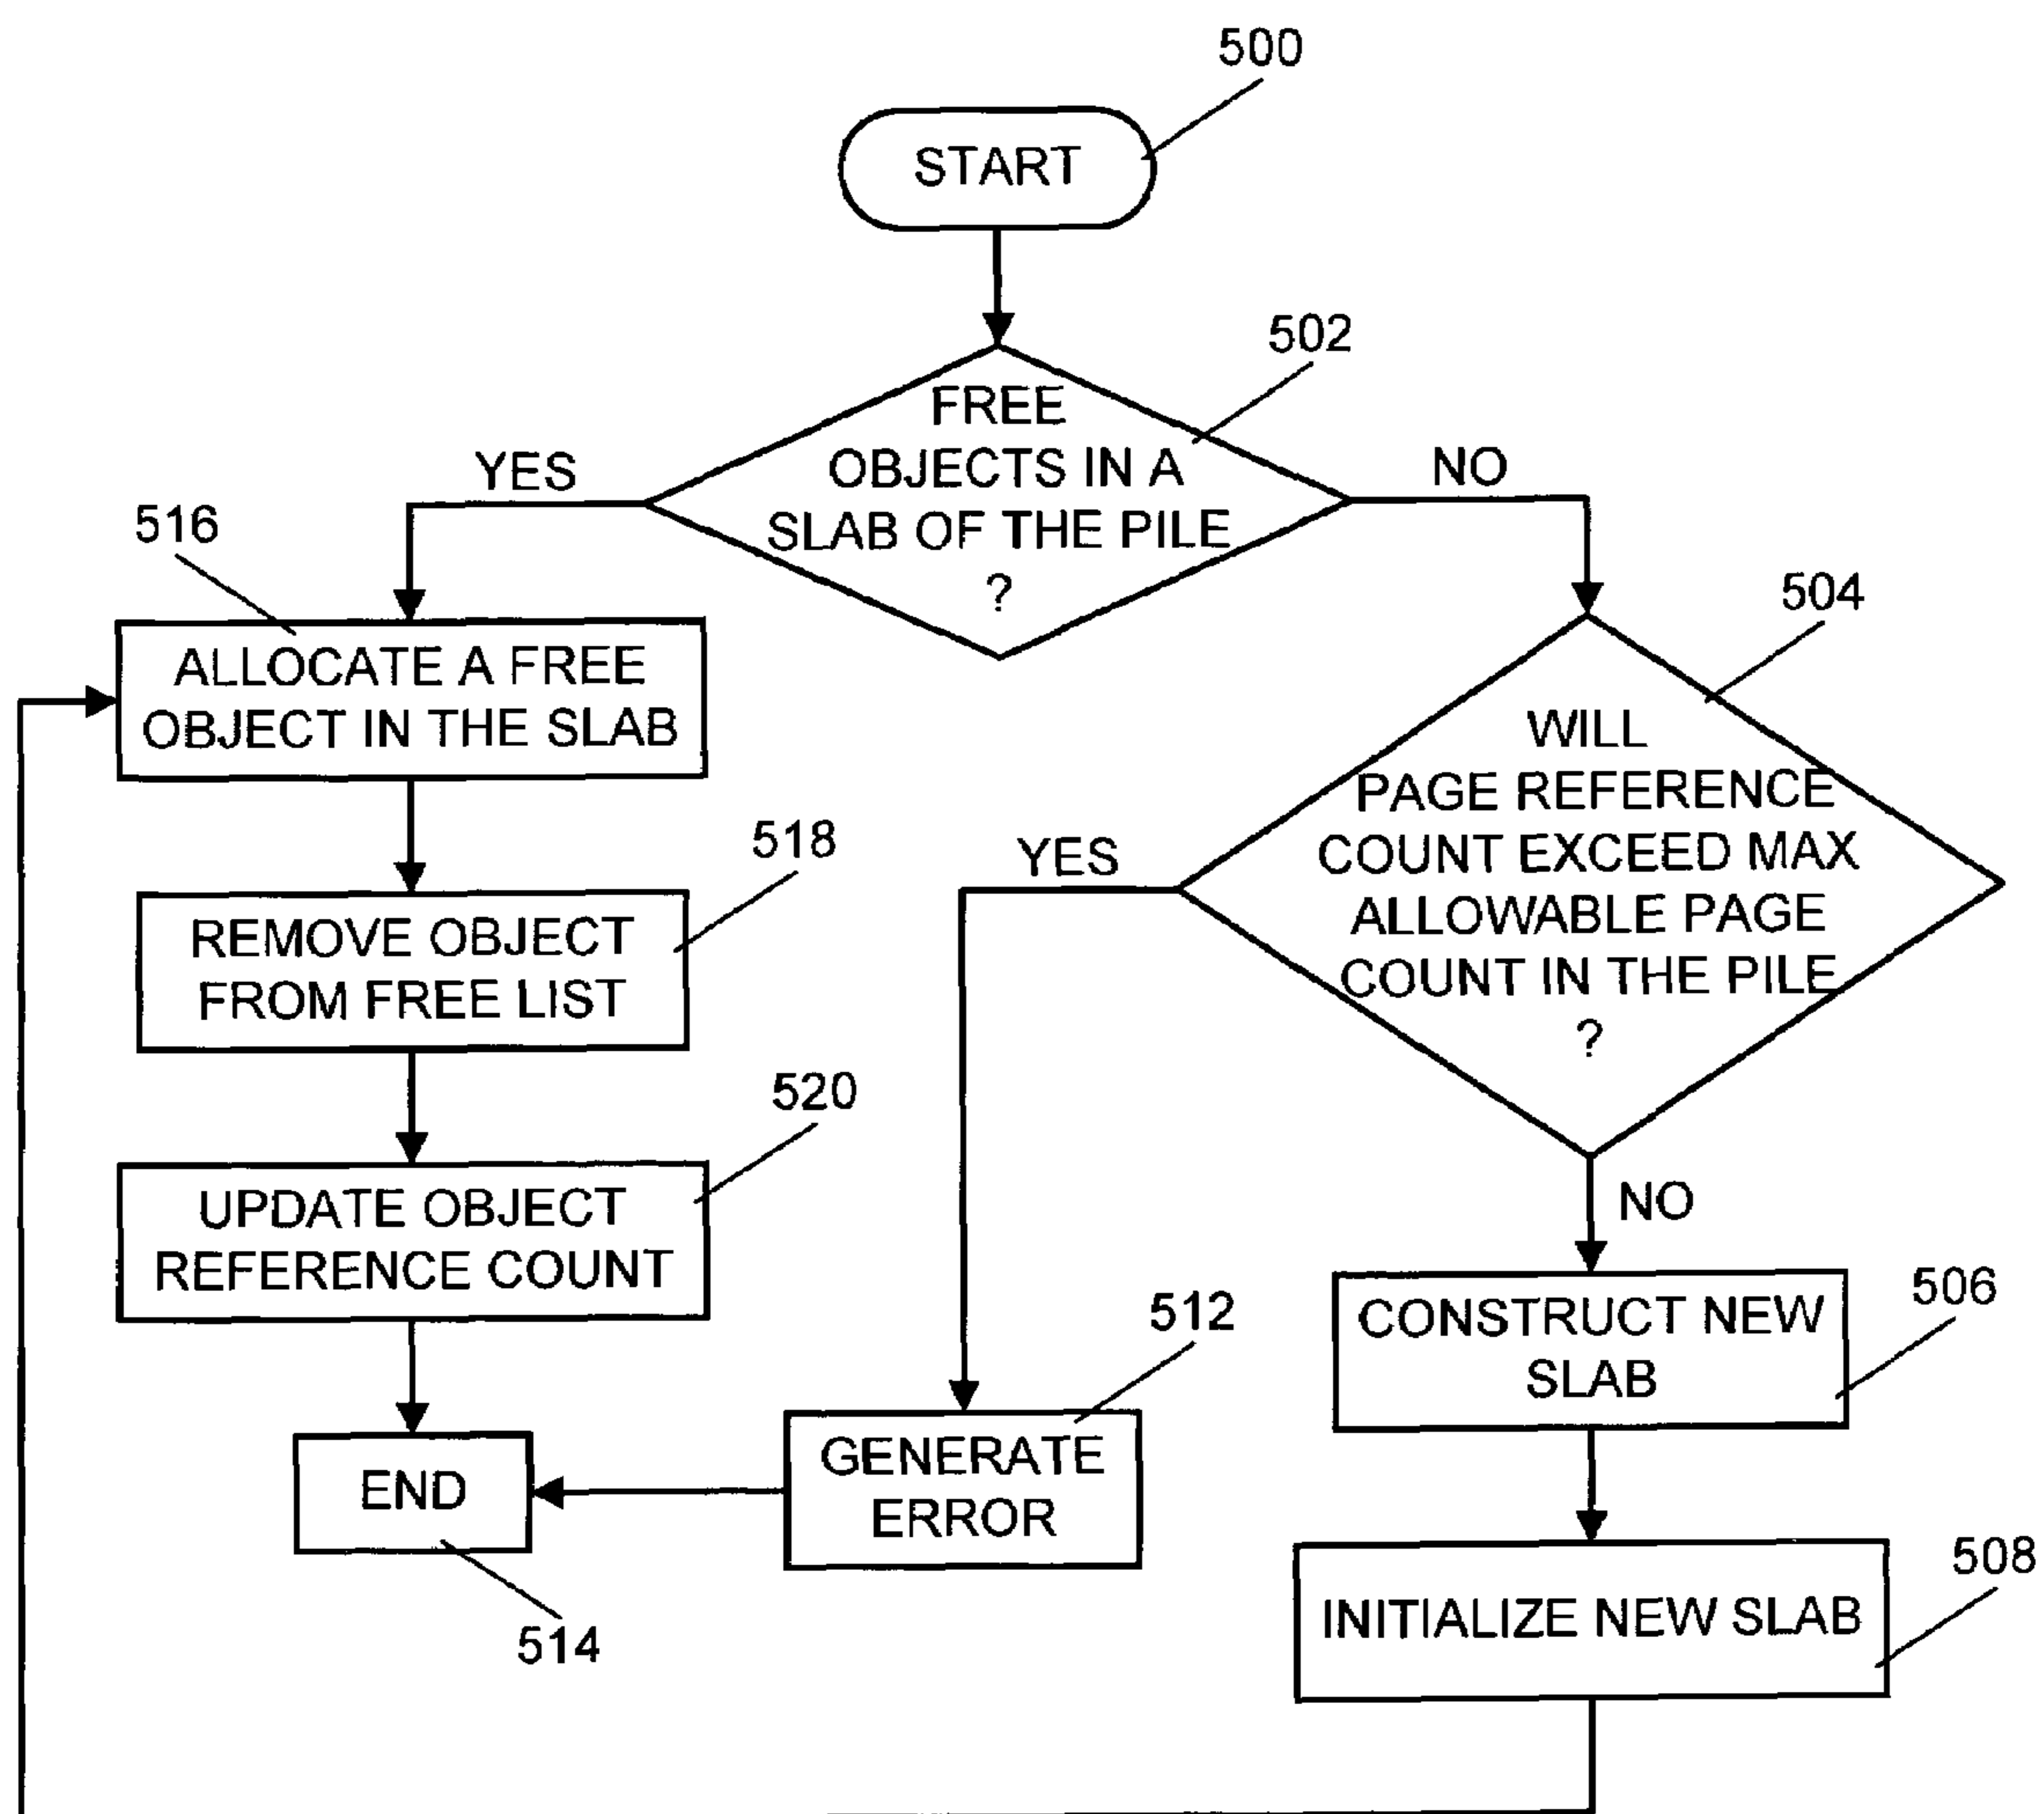 500
START
502
FREE
OBJECTS IN A
SLAB OF THE PILE
?
YES
NO
516
ALLOCATE A FREE
OBJECT IN THE SLAB
504
WILL
PAGE REFERENCE
COUNT EXCEED MAX
ALLOWABLE PAGE
COUNT IN THE PILE
?
YES
NO
518
REMOVE OBJECT
FROM FREE LIST
520
UPDATE OBJECT
REFERENCE COUNT
512
GENERATE
ERROR
506
CONSTRUCT NEW
SLAB
END
514
508
INITIALIZE NEW SLAB